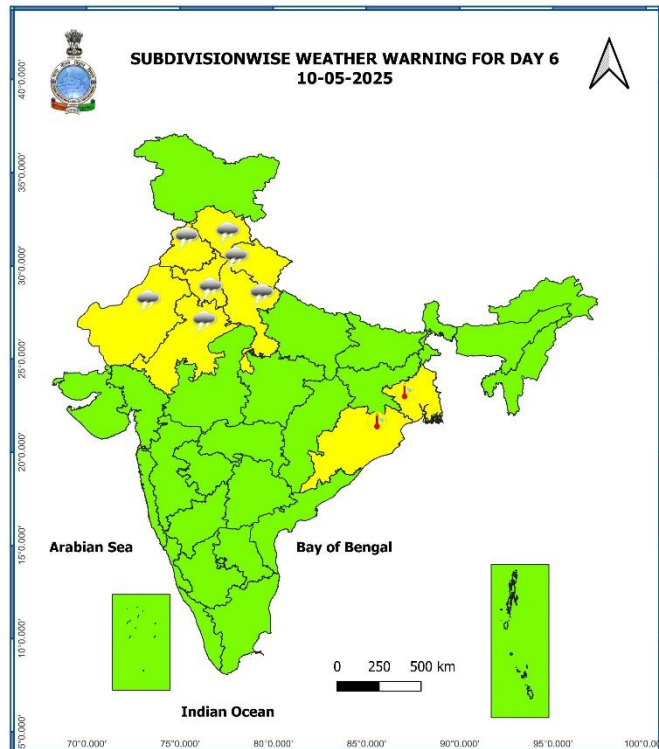 SUBDIVISIONWISE WEATHER WARNING FOR DAY 6
10-05-2025
40°0.000'
35°0.000'
30°0.000'
25°0.000'
20°0.000'
15°0.000'
10°0.000'
5°0.000'
Arabian Sea
Bay of Bengal
0 250 500 km
Indian Ocean
70°0.000' 75°0.000' 80°0.000' 85°0.000' 90°0.000' 95°0.000' 100°0.00